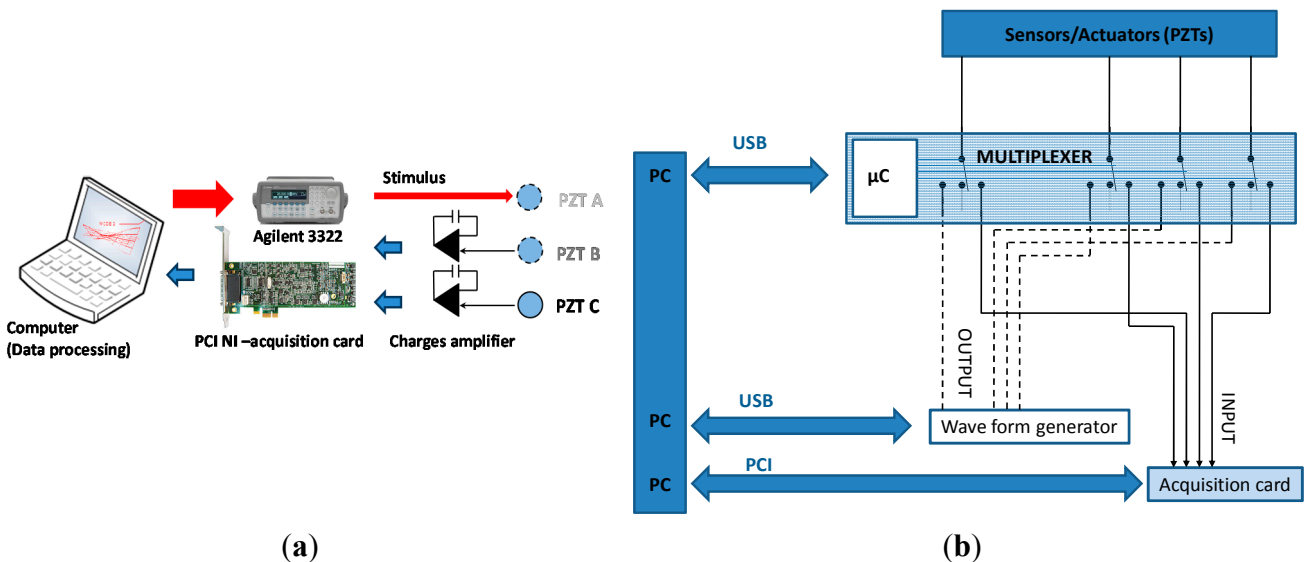 Stimulus
Agilent 3322
PZT A
PZT B
PZT C
Computer
(Data processing)
PCI NI –acquisition card
Charges amplifier
(a)
Sensors/Actuators (PZTs)
USB
PC
µC
MULTIPLEXER
OUTPUT
INPUT
USB
PC
Wave form generator
PCI
PC
Acquisition card
(b)